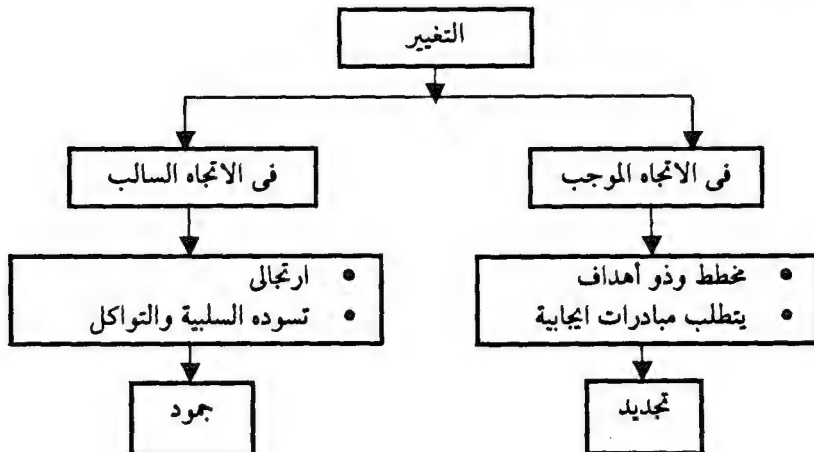 التغيير
فى الاتجاه الموجب
فى الاتجاه السالب
• مخطط وذو أهداف
• يتطلب مبادرات ايجابية
• ارتجالى
• تسوده السلبية والتواكل
تجديد
جمود